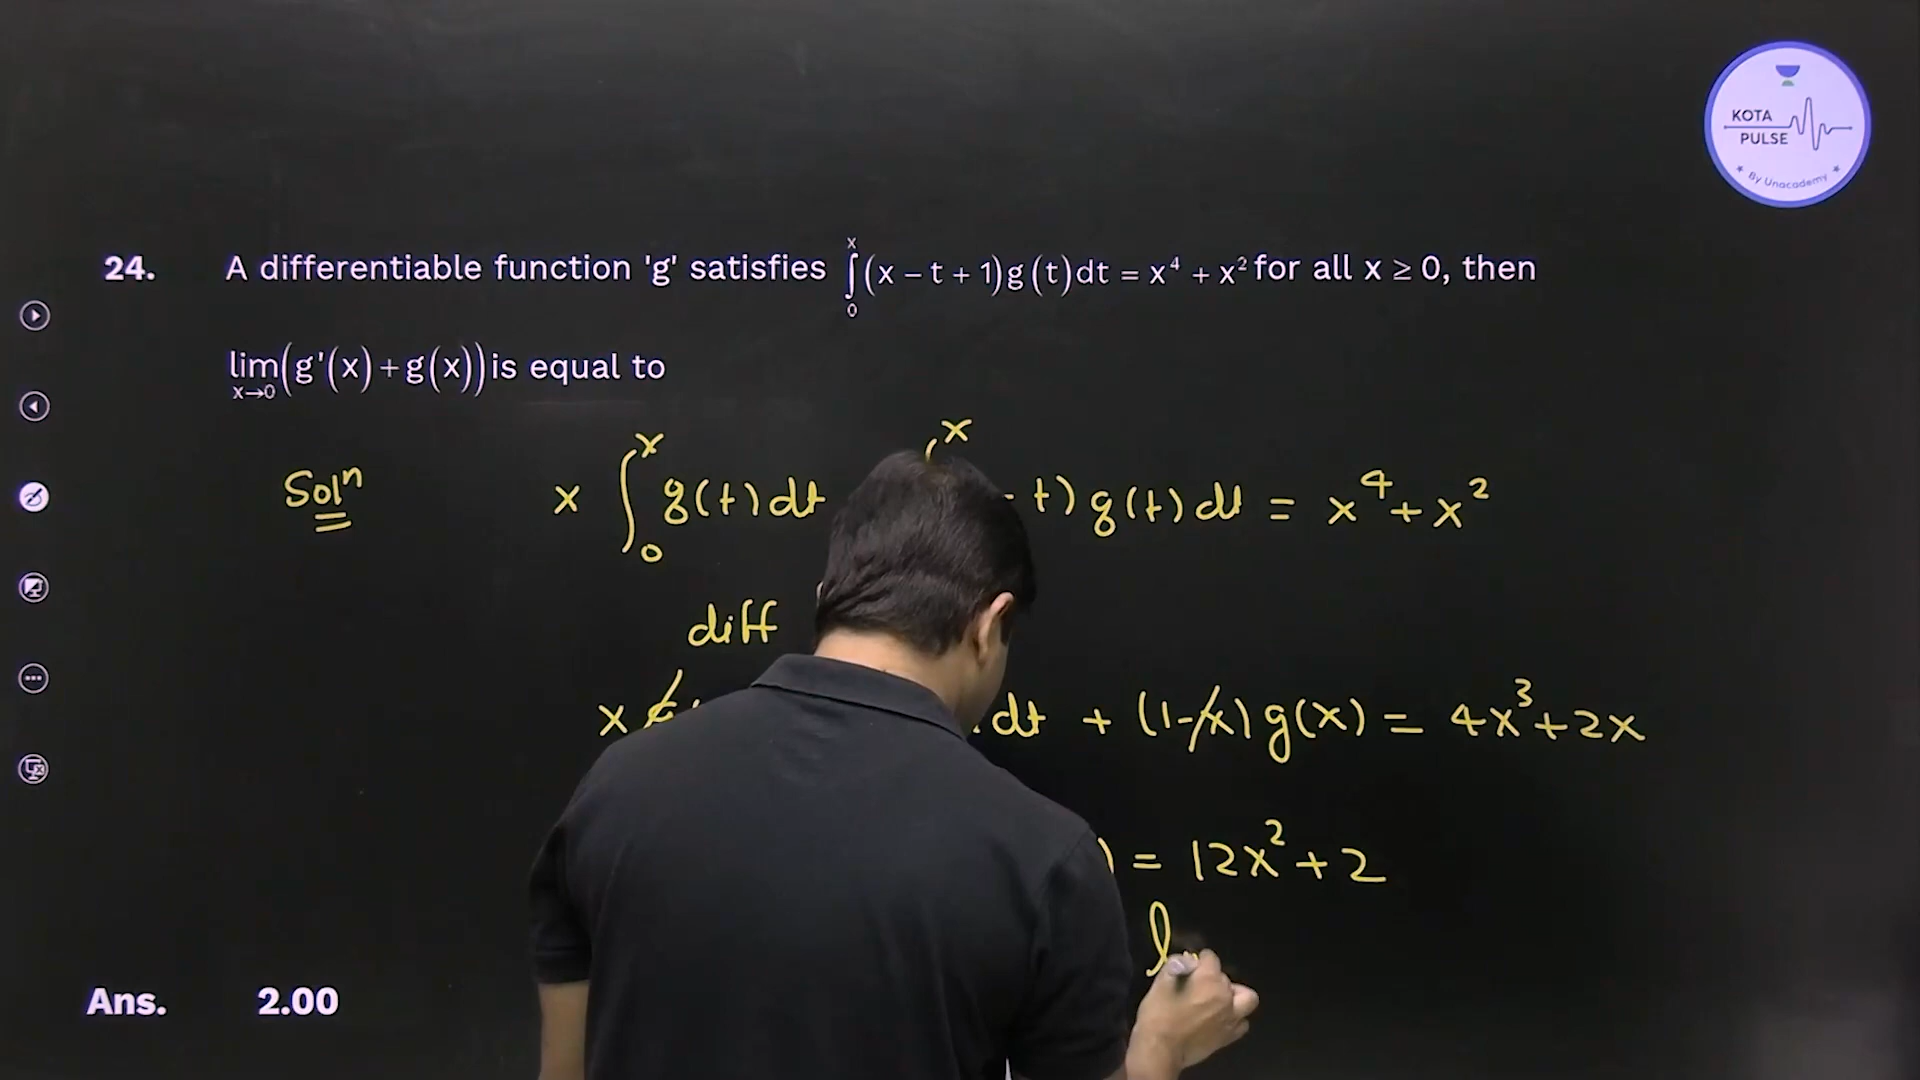 KOTA
PULSE
★ By Unacademy ★
24. A differentiable function 'g' satisfies ∫₀ˣ (x – t + 1)g(t)dt = x⁴ + x² for all x ≥ 0, then
lim x→0 (g'(x) + g(x)) is equal to
Solⁿ x ∫₀ˣ g(t)dt x t) g(t)dt = x⁴ + x²
diff
x dt + (1-x) g(x) = 4x³ + 2x
) = 12x² + 2
Ans. 2.00